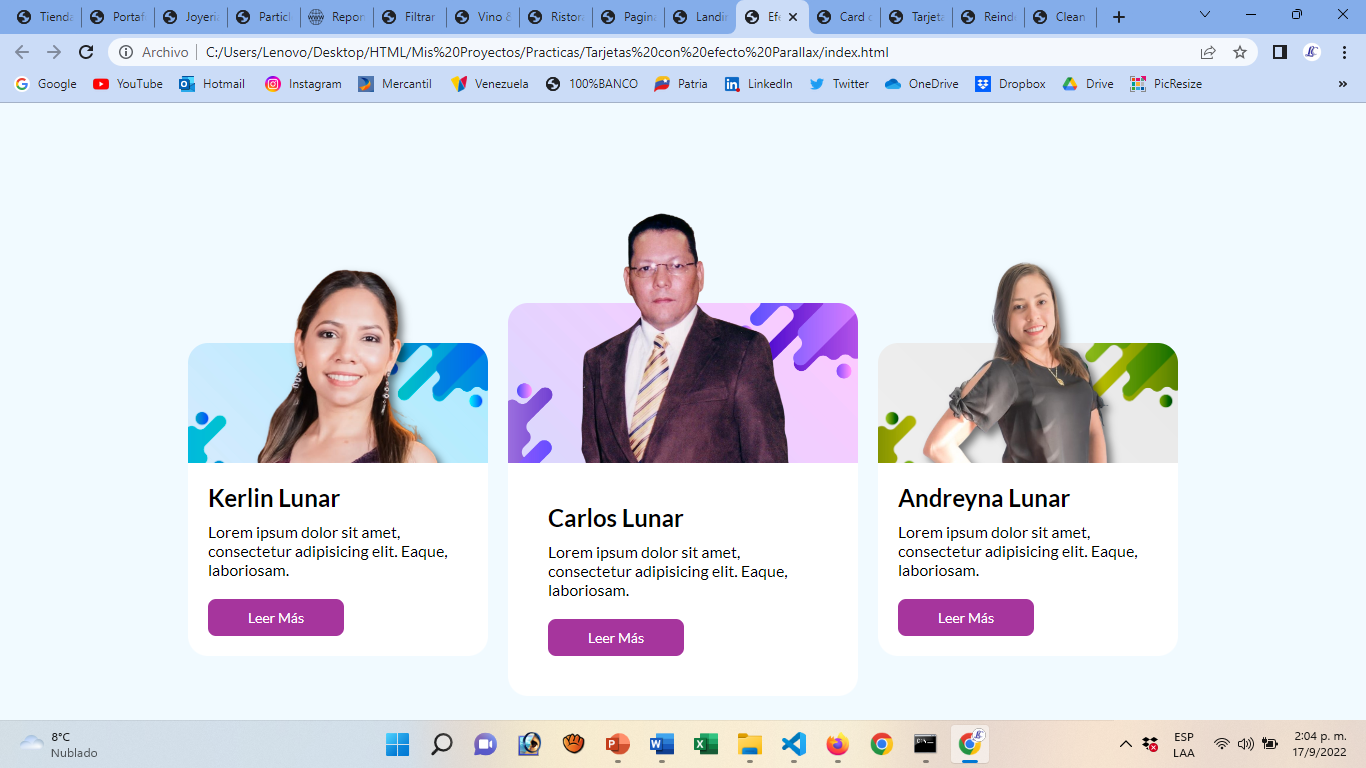 Tienda
Portaf
Joyeri
Particl
Repor
Filtrar
Vino &
Ristor
Pagina
Landin
Efe
Card c
Tarjeta
Reind
Clean
Archivo C:/Users/Lenovo/Desktop/HTML/Mis%20Proyectos/Practicas/Tarjetas%20con%20efecto%20Parallax/index.html
Google YouTube Hotmail Instagram Mercantil Venezuela 100%BANCO Patria LinkedIn Twitter OneDrive Dropbox Drive PicResize »
Kerlin Lunar
Lorem ipsum dolor sit amet,
consectetur adipisicing elit. Eaque,
laboriosam.
Leer Más
Carlos Lunar
Lorem ipsum dolor sit amet,
consectetur adipisicing elit. Eaque,
laboriosam.
Leer Más
Andreyna Lunar
Lorem ipsum dolor sit amet,
consectetur adipisicing elit. Eaque,
laboriosam.
Leer Más
8°C
Nublado
ESP
LAA
2:04 p. m.
17/9/2022